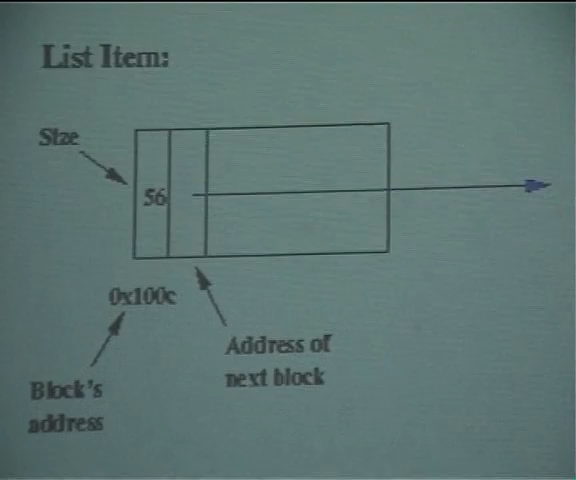 List Item:
Size
56
0x100c
Address of
next block
Block's
address